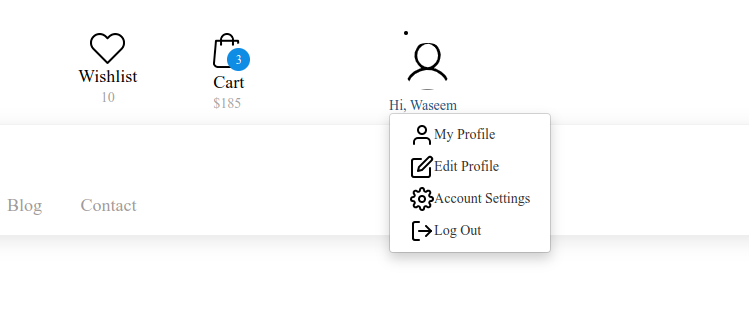 Wishlist
10
3
Cart
$185
Hi, Waseem
My Profile
Edit Profile
Account Settings
Log Out
Blog
Contact